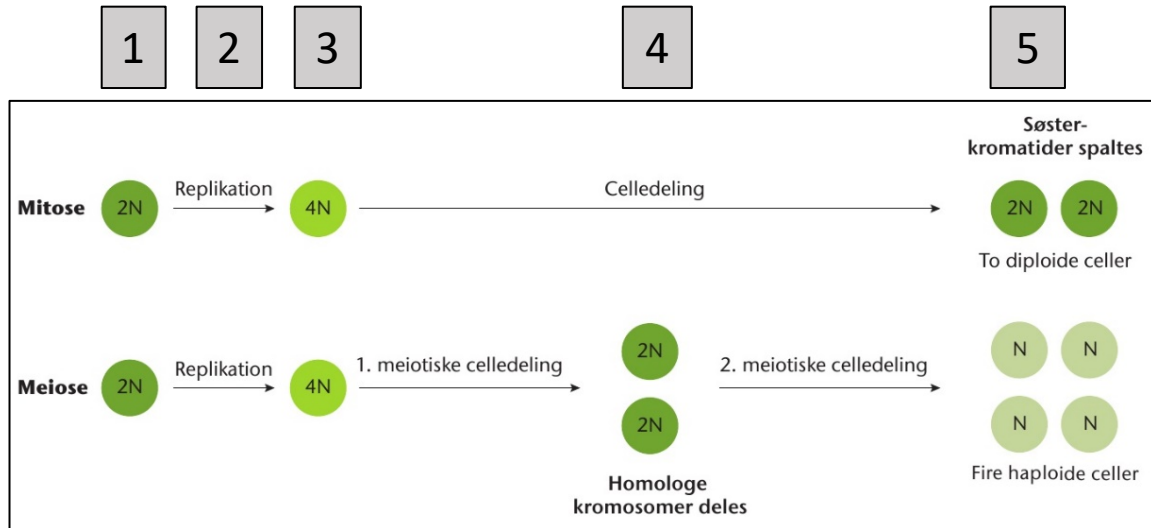 1 2 3 4 5
Søster-
kromatider spaltes
Mitose 2N Replikation 4N Celledeling 2N 2N
To diploide celler
Meiose 2N Replikation 4N 1. meiotiske celledeling 2N 2. meiotiske celledeling N N
2N N N
Homologe
kromosomer deles
Fire haploide celler